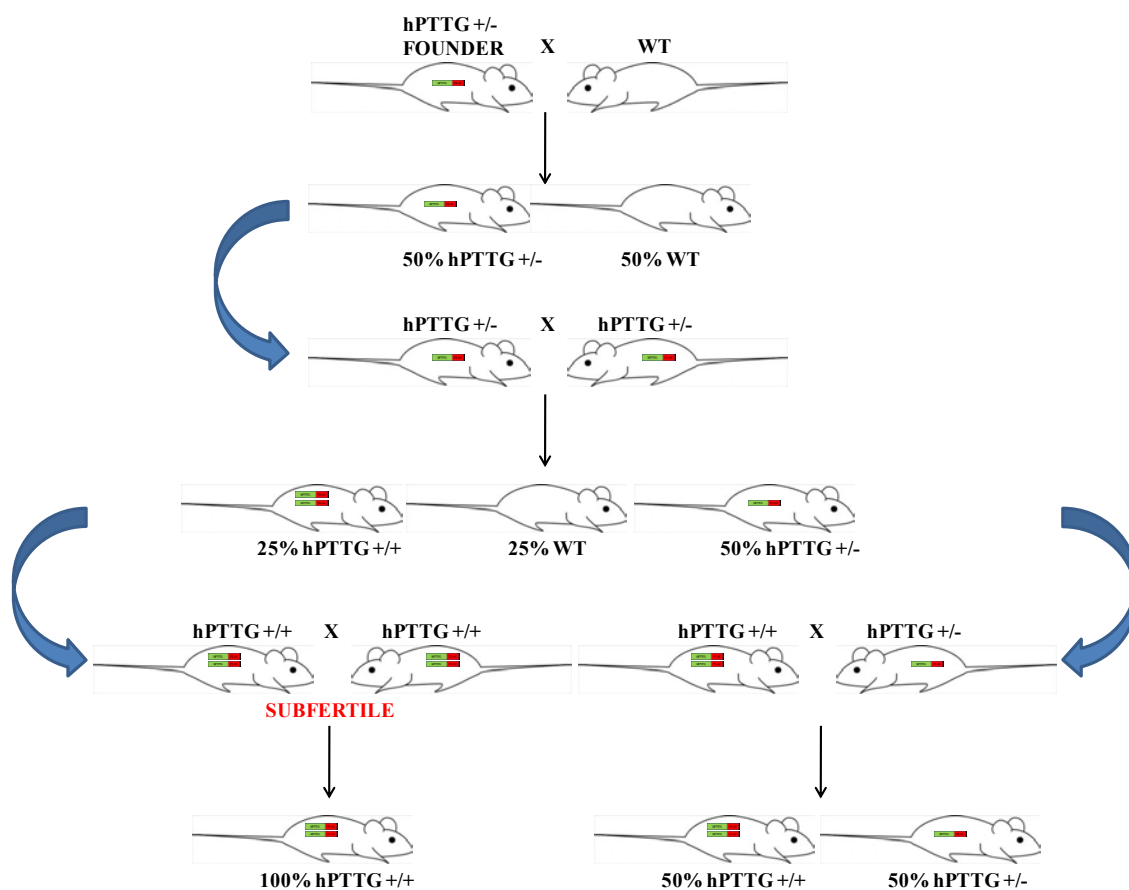 hPTTG +/-
FOUNDER X WT
50% hPTTG +/- 50% WT
hPTTG +/- X hPTTG +/-
25% hPTTG +/+ 25% WT 50% hPTTG +/-
hPTTG +/+ X hPTTG +/+ hPTTG +/+ X hPTTG +/-
SUBFERTILE
100% hPTTG +/+ 50% hPTTG +/+ 50% hPTTG +/-